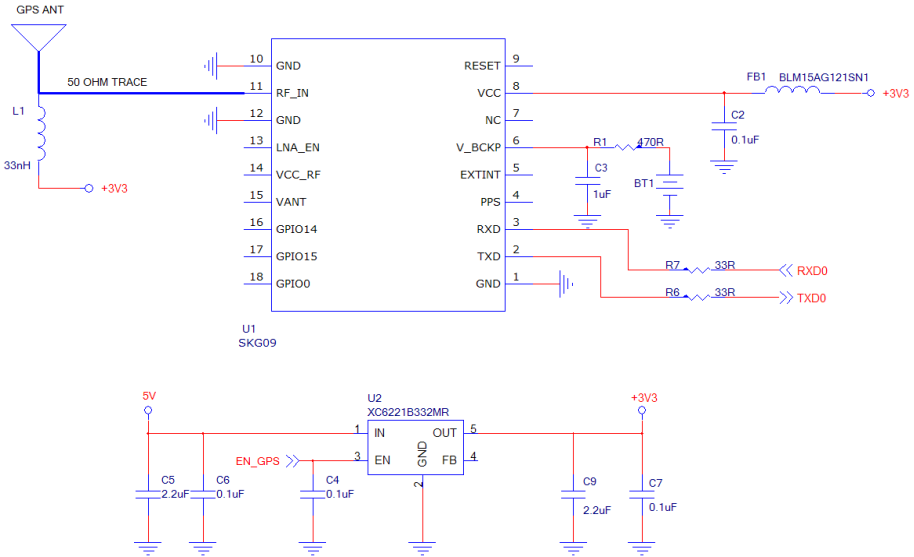 GPS ANT
50 OHM TRACE
L1
33nH
+3V3
10 GND
11 RF_IN
12 GND
13 LNA_EN
14 VCC_RF
15 VANT
16 GPIO14
17 GPIO15
18 GPIO0
RESET 9
VCC 8
NC 7
V_BCKP 6
EXTINT 5
PPS 4
RXD 3
TXD 2
GND 1
U1
SKG09
FB1 BLM15AG121SN1
+3V3
C2
0.1uF
R1 470R
C3
1uF
BT1
R7 33R RXD0
R6 33R TXD0
5V
U2
XC6221B332MR
+3V3
1 IN OUT 5
EN_GPS 3 EN GND FB 4
2
C5
2.2uF
C6
0.1uF
C4
0.1uF
C9
2.2uF
C7
0.1uF